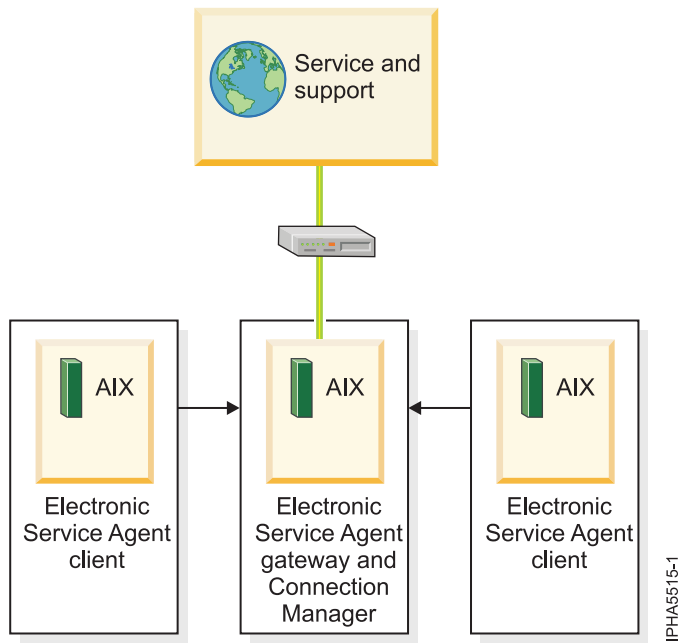 Service and
support
AIX
AIX
AIX
Electronic
Service Agent
client
Electronic
Service Agent
gateway and
Connection
Manager
Electronic
Service Agent
client
IPHA5515-1